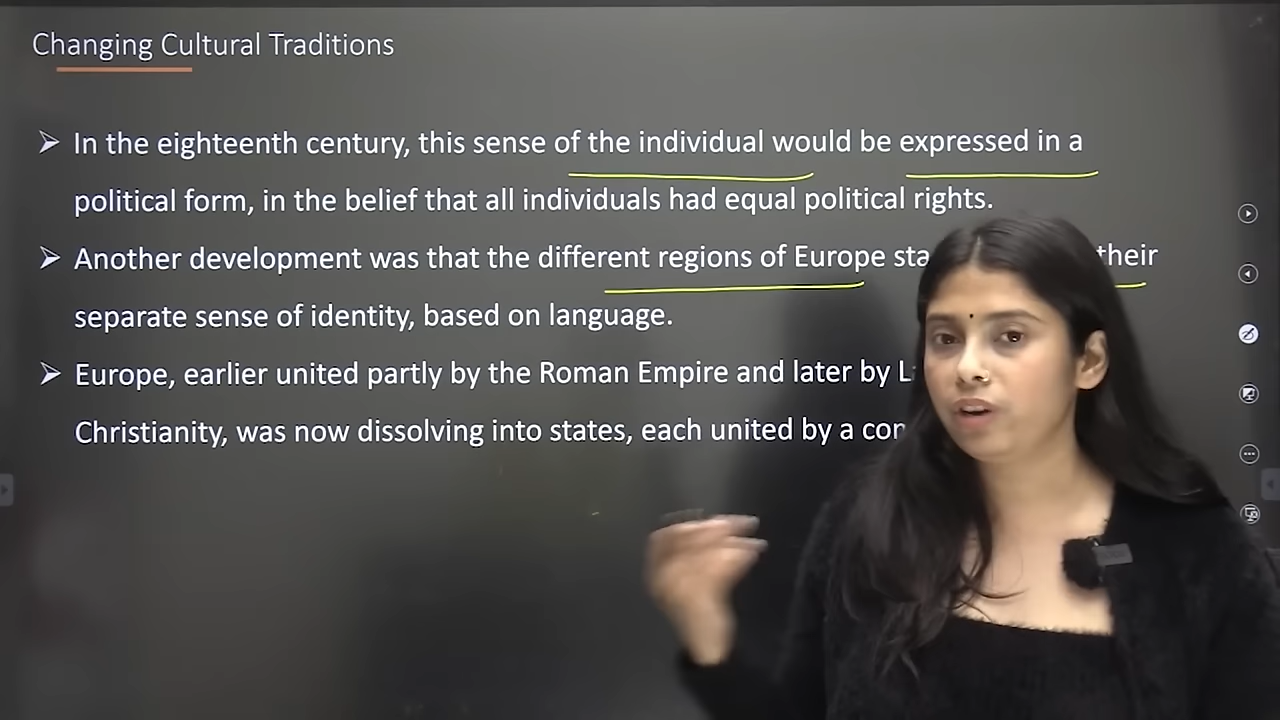 Changing Cultural Traditions
In the eighteenth century, this sense of the individual would be expressed in a
political form, in the belief that all individuals had equal political rights.
Another development was that the different regions of Europe their
separate sense of identity, based on language.
Europe, earlier united partly by the Roman Empire and later by
Christianity, was now dissolving into states, each united by a